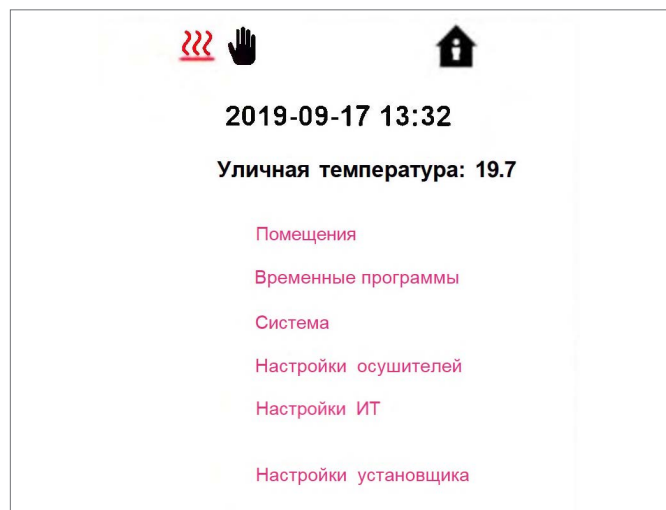 2019-09-17 13:32
Уличная температура: 19.7
Помещения
Временные программы
Система
Настройки осушителей
Настройки ИТ
Настройки установщика